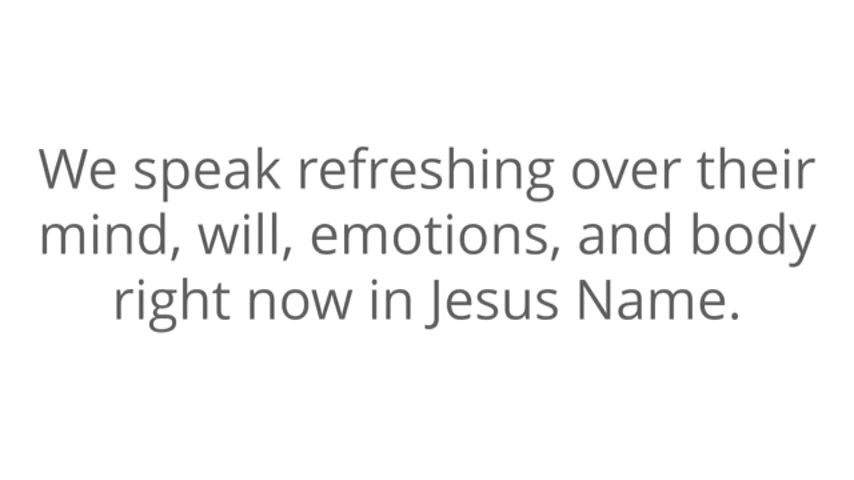 We speak refreshing over their
mind, will, emotions, and body
right now in Jesus Name.